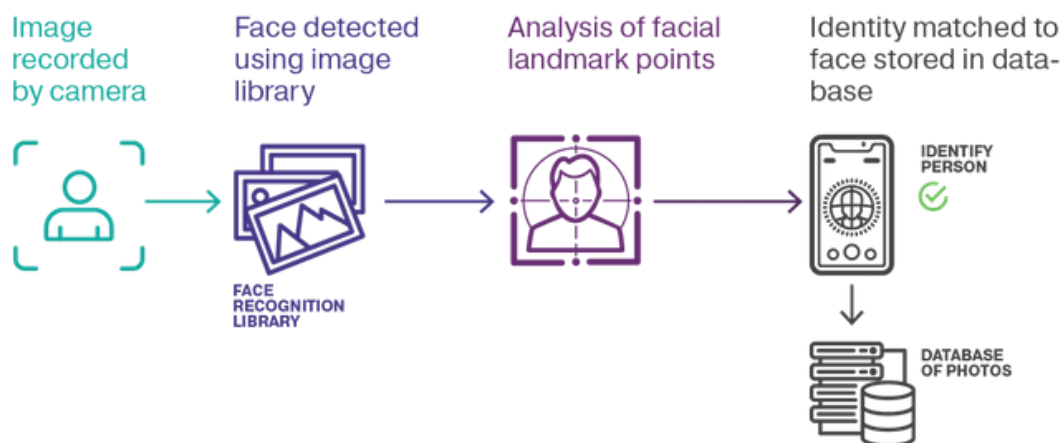 Image
recorded
by camera
Face detected
using image
library
Analysis of facial
landmark points
Identity matched to
face stored in data-
base
FACE
RECOGNITION
LIBRARY
IDENTIFY
PERSON
DATABASE
OF PHOTOS